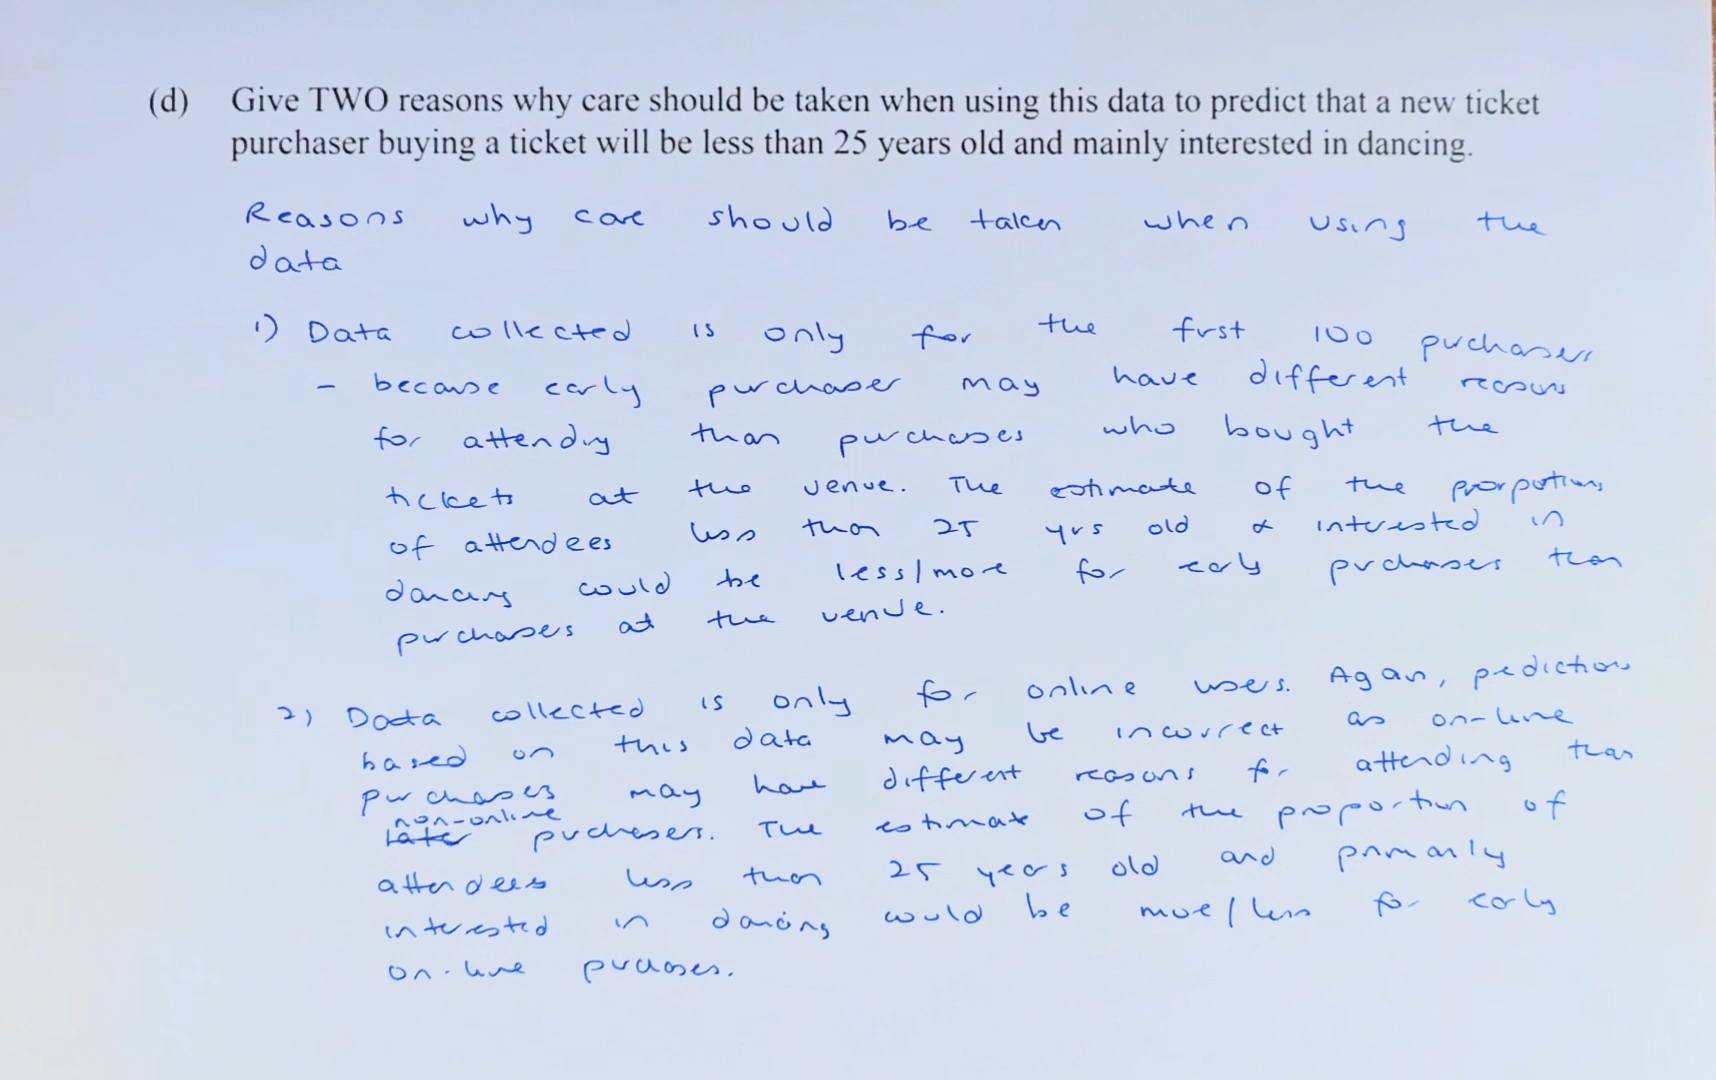 (d) Give TWO reasons why care should be taken when using this data to predict that a new ticket
purchaser buying a ticket will be less than 25 years old and mainly interested in dancing.
Reasons why care should be taken when using the
data
1) Data collected is only for the first 100 purchasers
- because early purchaser may have different reasons
for attending than purchases who bought the
tickets at the venue. The estimate of the proportions
of attendees less than 25 yrs old & interested in
dancing could be less/more for early purchases than
purchases at the venue.
2) Data collected is only for online users. Again, prediction
based on this data may be incorrect as on-line
purchases may have different reasons for attending than
non-online
Later purchesers. The estimate of the proportion of
attendees less than 25 years old and primarily
interested in dancing could be more/less for early
on-line purchases.